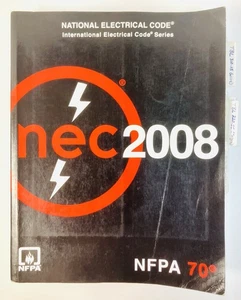 NATIONAL ELECTRICAL CODE®
International Electrical Code® Series
®
nec2008
NFPA®
NFPA 70®